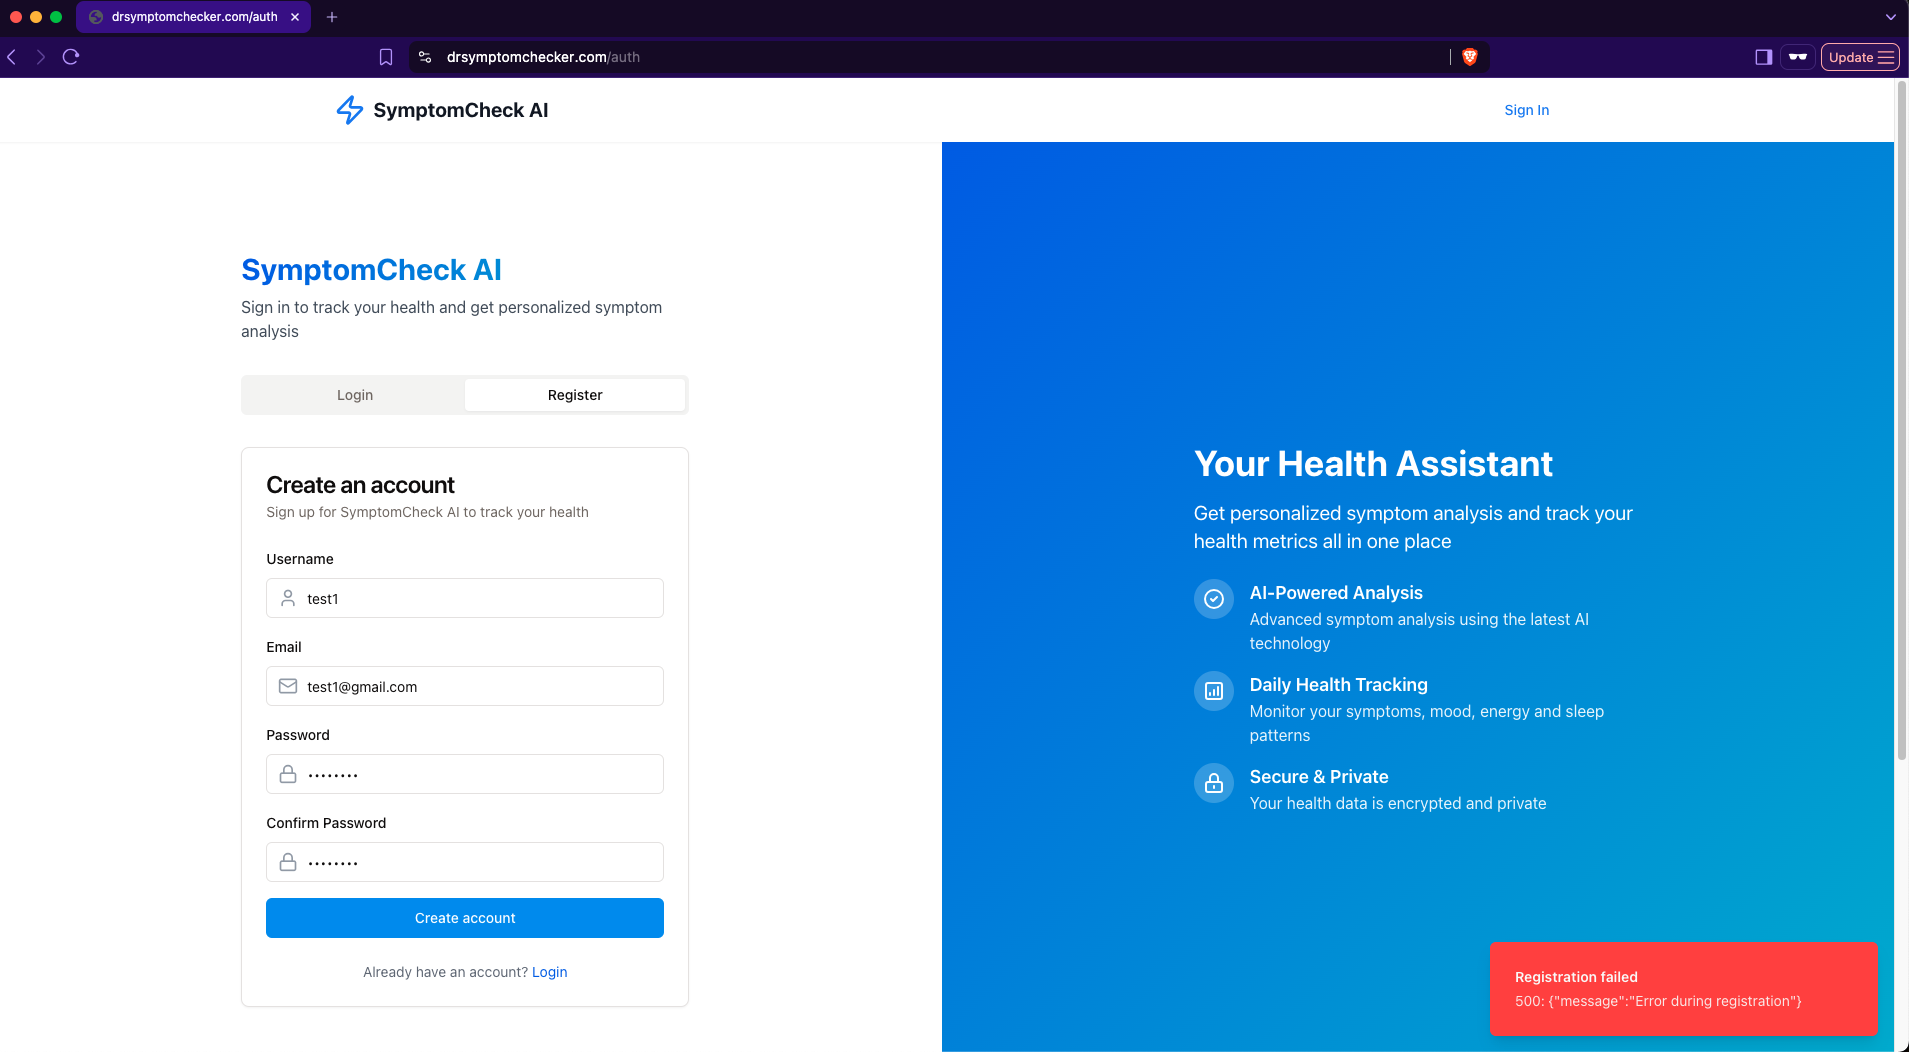 drsymptomchecker.com/auth
drsymptomchecker.com/auth
Update
SymptomCheck AI
Sign In
SymptomCheck AI
Sign in to track your health and get personalized symptom
analysis
Login
Register
Create an account
Sign up for SymptomCheck AI to track your health
Username
test1
Email
test1@gmail.com
Password
••••••••
Confirm Password
••••••••
Create account
Already have an account? Login
Your Health Assistant
Get personalized symptom analysis and track your
health metrics all in one place
AI-Powered Analysis
Advanced symptom analysis using the latest AI
technology
Daily Health Tracking
Monitor your symptoms, mood, energy and sleep
patterns
Secure & Private
Your health data is encrypted and private
Registration failed
500: {"message":"Error during registration"}